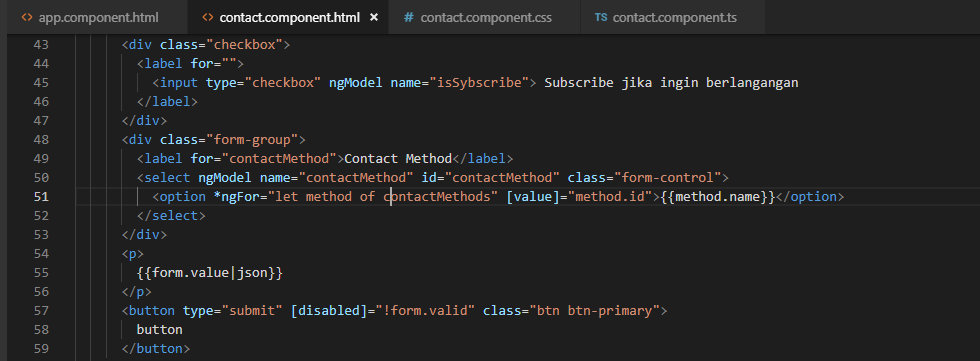 <> app.component.html <> contact.component.html × # contact.component.css TS contact.component.ts
43 <div class="checkbox">
44 <label for="">
45 <input type="checkbox" ngModel name="isSybscribe"> Subscribe jika ingin berlangangan
46 </label>
47 </div>
48 <div class="form-group">
49 <label for="contactMethod">Contact Method</label>
50 <select ngModel name="contactMethod" id="contactMethod" class="form-control">
51 <option *ngFor="let method of contactMethods" [value]="method.id">{{method.name}}</option>
52 </select>
53 </div>
54 <p>
55 {{form.value|json}}
56 </p>
57 <button type="submit" [disabled]="!form.valid" class="btn btn-primary">
58 button
59 </button>